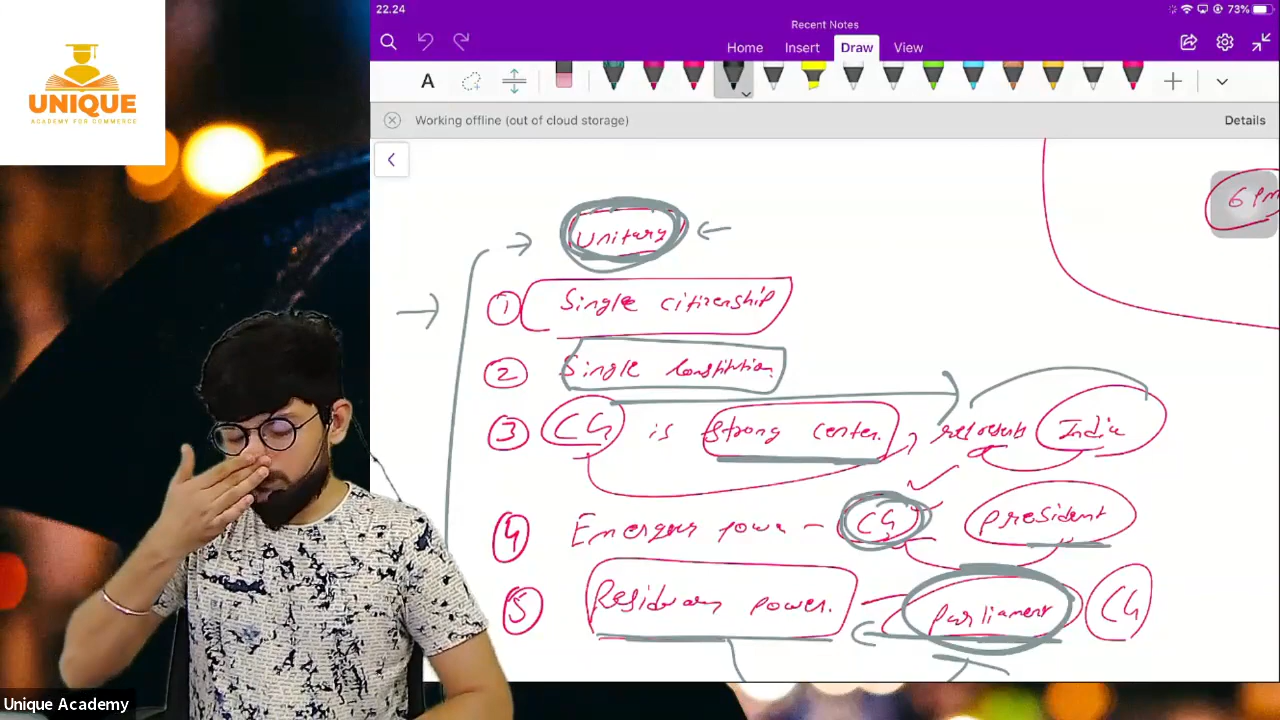 22.24
73%
Recent Notes
Home Insert Draw View
A
Working offline (out of cloud storage)
Details
UNIQUE
ACADEMY FOR COMMERCE
6 PM
Unitary
① Single citizenship
② Single constitution.
③ CG is strong center, India
④ power – CG president
⑤ Residuary power. – parliament CG
Unique Academy